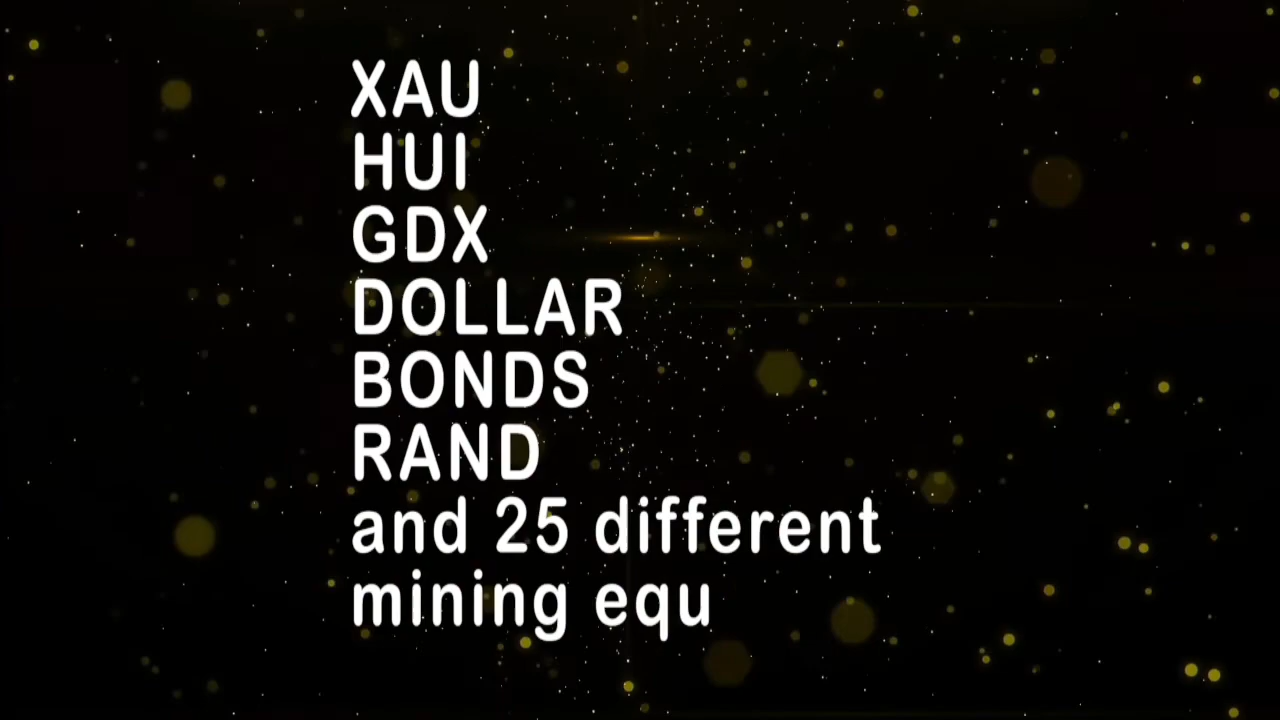 XAU
HUI
GDX
DOLLAR
BONDS
RAND
and 25 different
mining equ